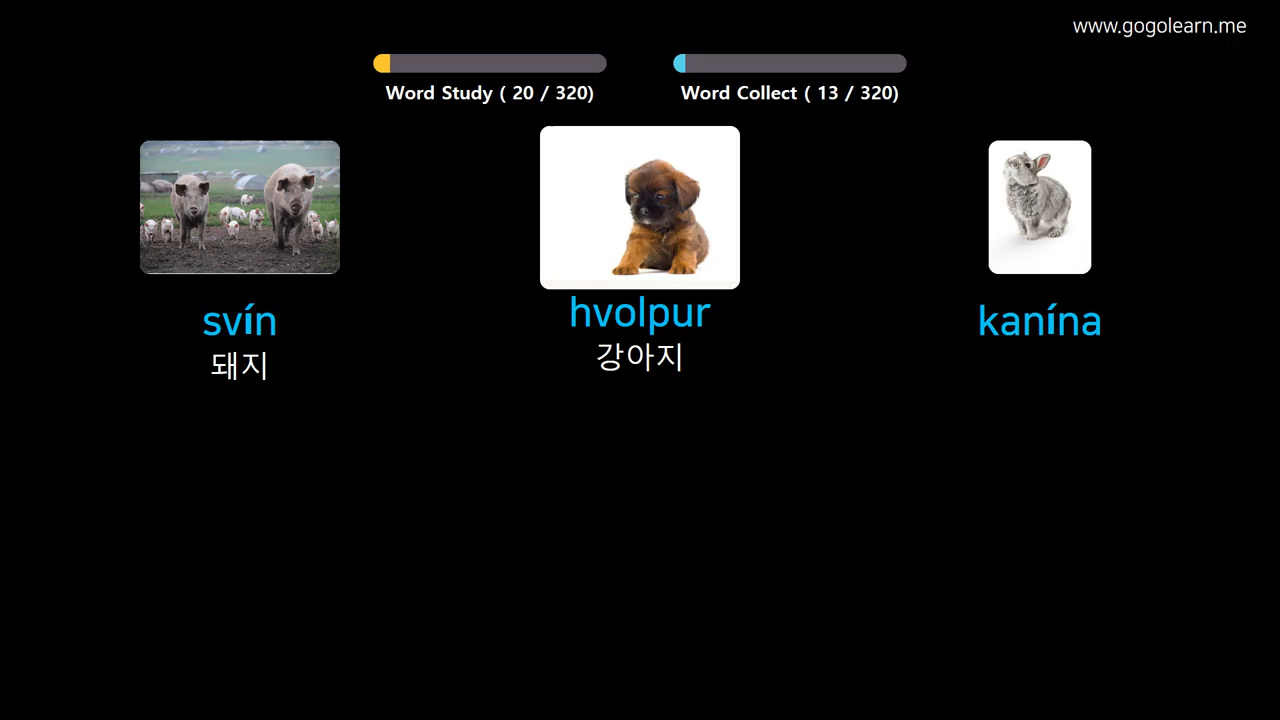 www.gogolearn.me
Word Study ( 20 / 320)
Word Collect ( 13 / 320)
svín
hvolpur
kanína
돼지
강아지